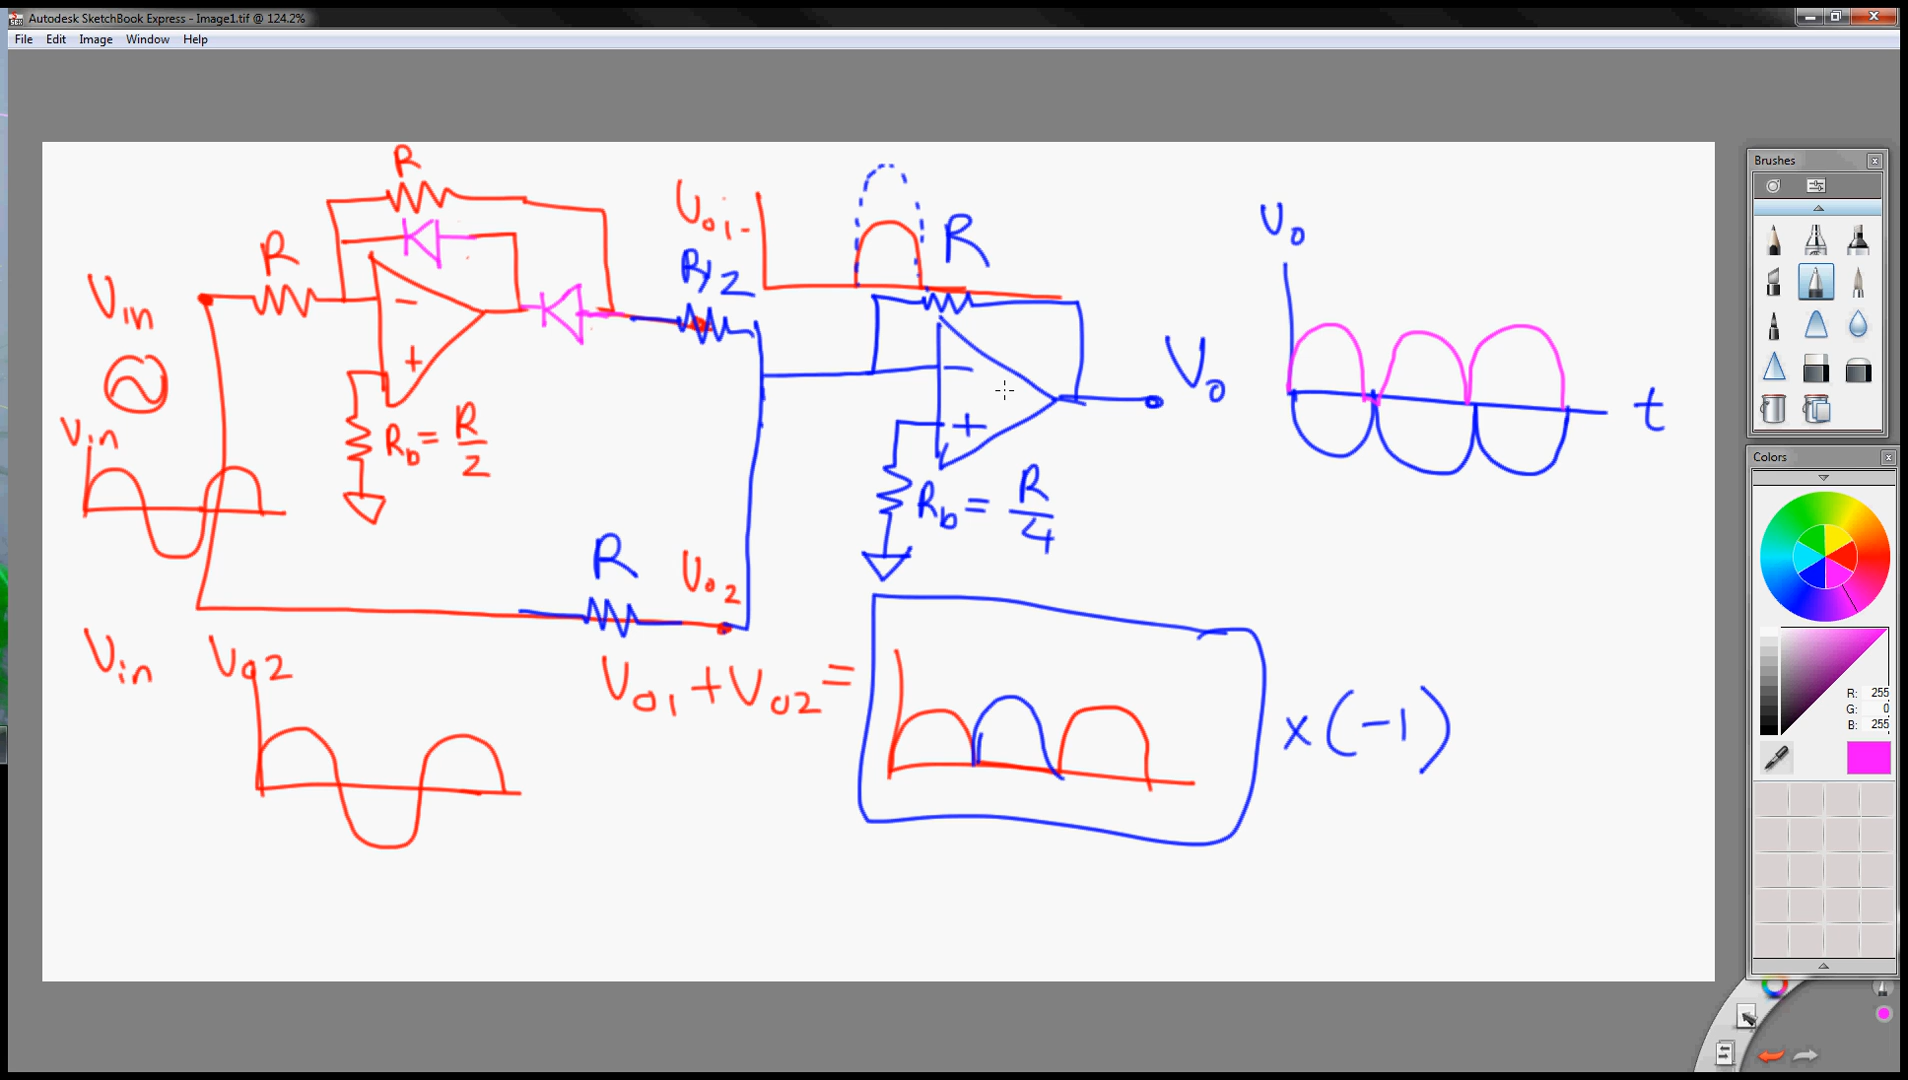 Autodesk SketchBook Express - Image1.tif @ 124.2%
File Edit Image Window Help
R
R
Vin
−
+
Rb = R/2
Vin
Vo1-
R/2
R
−
+
Rb = R/4
Vo
Vo
t
R
Vo2
Vin
Vo2
Vo1 + Vo2 =
x (-1)
Brushes
Colors
R: 255
G: 0
B: 255